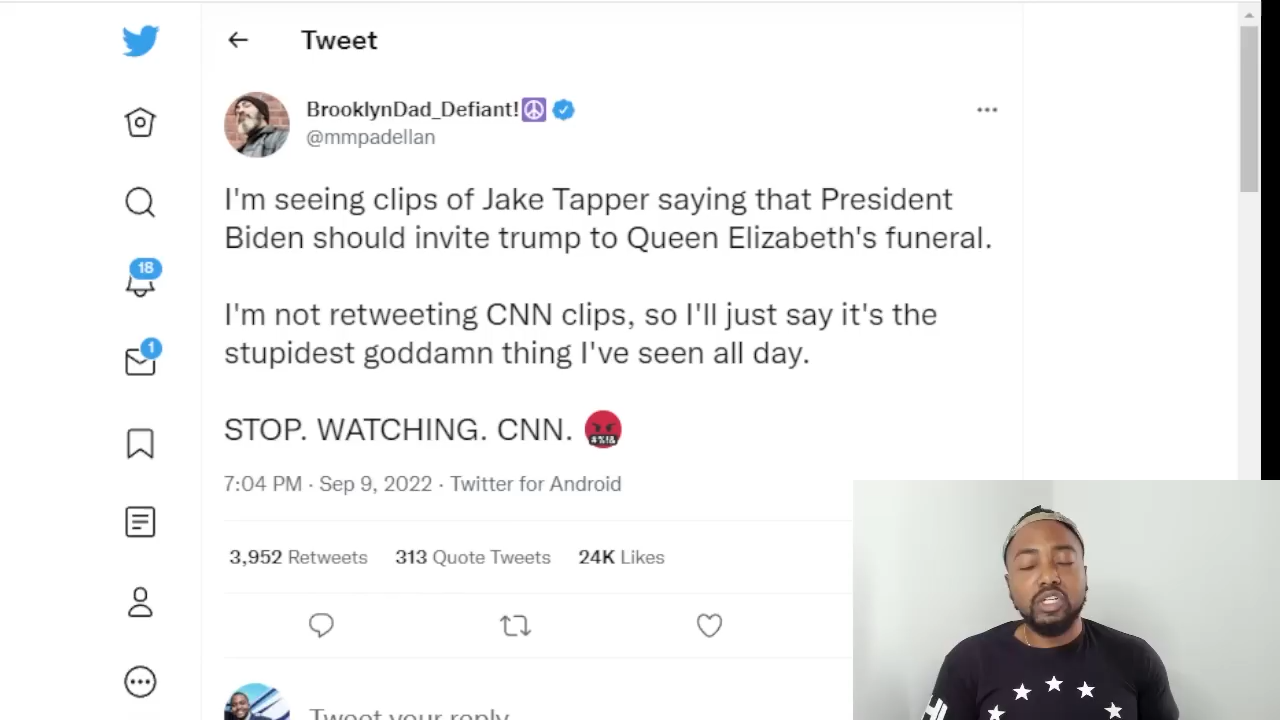 Tweet
BrooklynDad_Defiant!☮
@mmpadellan
I'm seeing clips of Jake Tapper saying that President
Biden should invite trump to Queen Elizabeth's funeral.
I'm not retweeting CNN clips, so I'll just say it's the
stupidest goddamn thing I've seen all day.
STOP. WATCHING. CNN. 🤬
7:04 PM · Sep 9, 2022 · Twitter for Android
3,952 Retweets 313 Quote Tweets 24K Likes
18
1
Tweet your reply